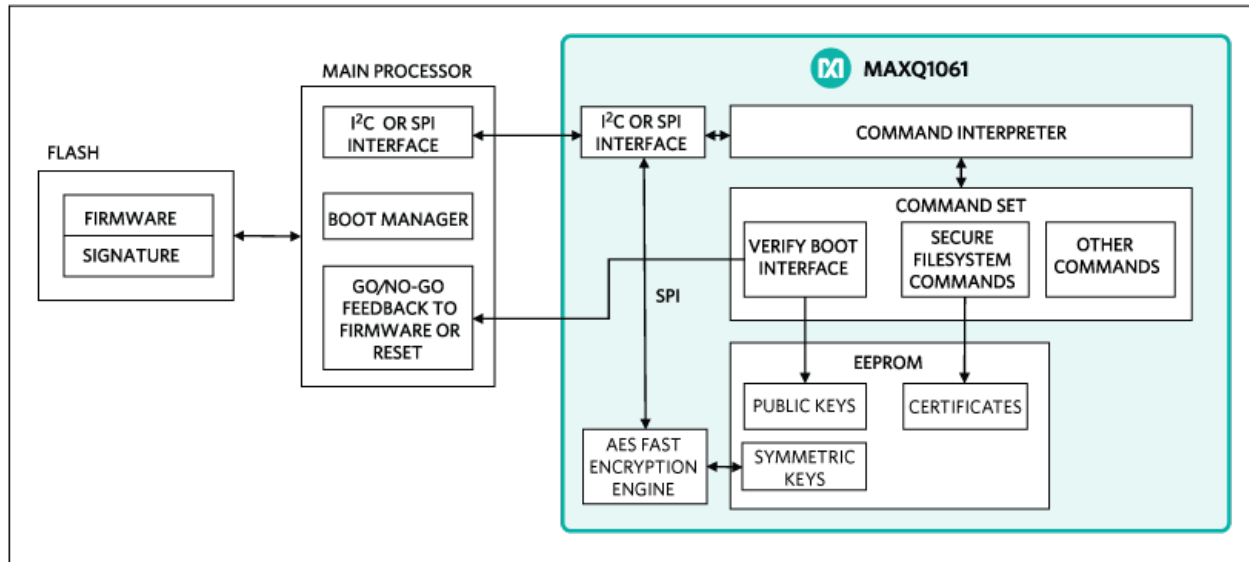 FLASH
FIRMWARE
SIGNATURE
MAIN PROCESSOR
I²C OR SPI
INTERFACE
BOOT MANAGER
GO/NO-GO
FEEDBACK TO
FIRMWARE OR
RESET
MAXQ1061
I²C OR SPI
INTERFACE
COMMAND INTERPRETER
COMMAND SET
VERIFY BOOT
INTERFACE
SECURE
FILESYSTEM
COMMANDS
OTHER
COMMANDS
SPI
EEPROM
PUBLIC KEYS
CERTIFICATES
AES FAST
ENCRYPTION
ENGINE
SYMMETRIC
KEYS